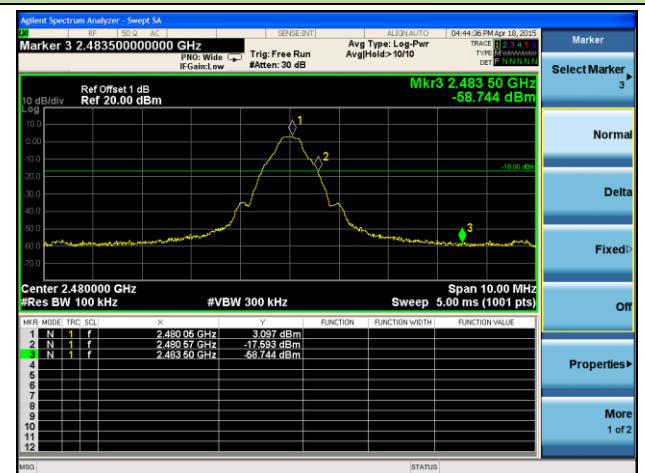 Agilent Spectrum Analyzer - Swept SA
RF 50 Ω AC SENSE:INT ALIGN AUTO 04:44:36 PM Apr 18, 2015
Marker 3 2.483500000000 GHz
PNO: Wide
IFGain:Low
Trig: Free Run
#Atten: 30 dB
Avg Type: Log-Pwr
Avg|Hold:> 10/10
TRACE 1 2 3 4 5 6
TYPE M
DET P N N N N N
Ref Offset 1 dB
10 dB/div Ref 20.00 dBm
Log
Mkr3 2.483 50 GHz
-58.744 dBm
10.0
0.00
-10.0
-20.0
-30.0
-40.0
-50.0
-60.0
-70.0
1
2
3
Center 2.480000 GHz Span 10.00 MHz
#Res BW 100 kHz #VBW 300 kHz Sweep 5.00 ms (1001 pts)
MKR MODE TRC SCL X Y FUNCTION FUNCTION WIDTH FUNCTION VALUE
1 N 1 f 2.480 05 GHz 3.097 dBm
2 N 1 f 2.480 57 GHz -17.593 dBm
3 N 1 f 2.483 50 GHz -58.744 dBm
4
5
6
7
8
9
10
11
12
MSG STATUS
Marker
Select Marker
3
Normal
Delta
Fixed
Off
Properties
More
1 of 2